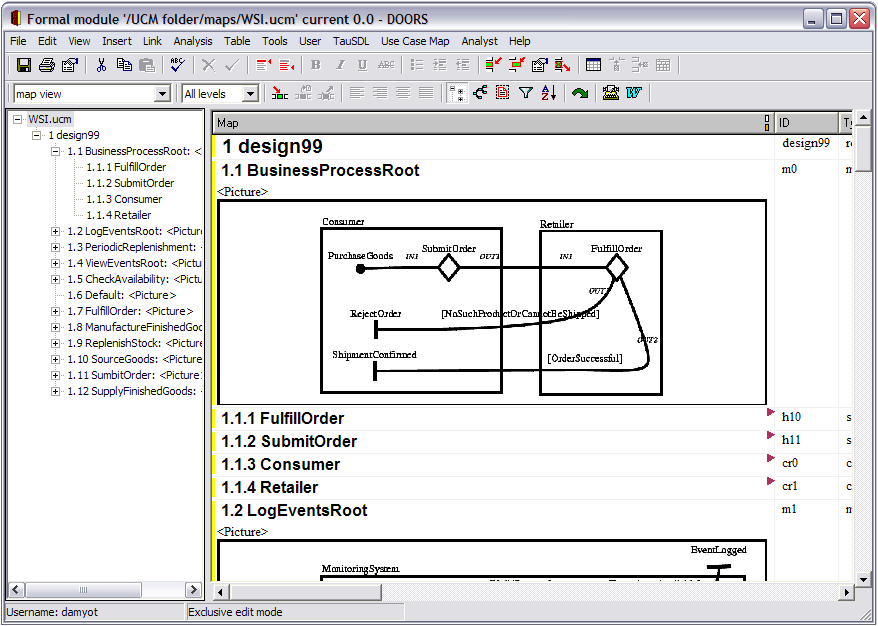 Formal module '/UCM folder/maps/WSI.ucm' current 0.0 - DOORS
File Edit View Insert Link Analysis Table Tools User TauSDL Use Case Map Analyst Help
map view All levels
WSI.ucm
1 design99
1.1 BusinessProcessRoot: <
1.1.1 FulfillOrder
1.1.2 SubmitOrder
1.1.3 Consumer
1.1.4 Retailer
1.2 LogEventsRoot: <Picture
1.3 PeriodicReplenishment:
1.4 ViewEventsRoot: <Pictu
1.5 CheckAvailability: <Pictu
1.6 Default: <Picture>
1.7 FulfillOrder: <Picture>
1.8 ManufactureFinishedGoo
1.9 ReplenishStock: <Picture
1.10 SourceGoods: <Picture
1.11 SumbitOrder: <Picture
1.12 SupplyFinishedGoods:
Map ID
1 design99 design99
1.1 BusinessProcessRoot m0
<Picture>
Consumer Retailer
PurchaseGoods IN1 SubmitOrder OUT1 IN1 FulfillOrder
OUT
RejectOrder [NoSuchProductOrCannotBeShipped]
OUT2
ShipmentConfirmed [OrderSuccessful]
1.1.1 FulfillOrder h10 s
1.1.2 SubmitOrder h11 s
1.1.3 Consumer cr0 c
1.1.4 Retailer cr1 c
1.2 LogEventsRoot m1
<Picture>
EventLogged
MonitoringSystem
Username: damyot Exclusive edit mode